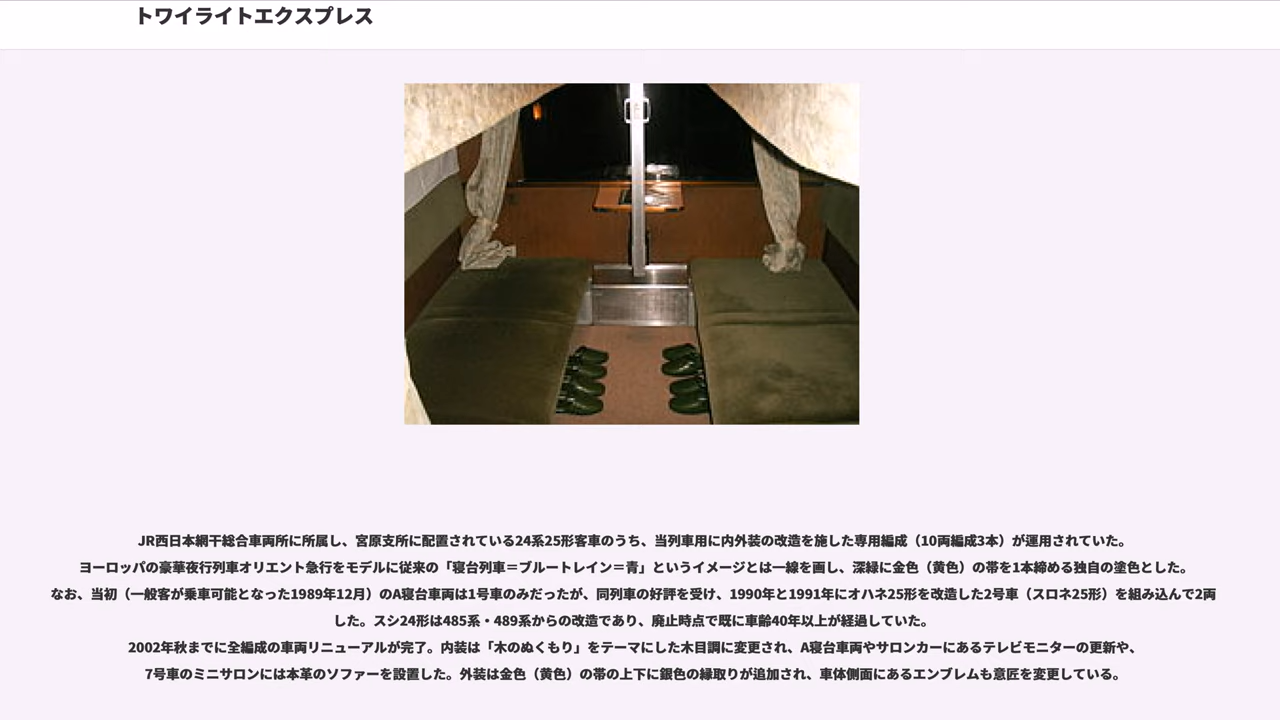 トワイライトエクスプレス
JR西日本網干総合車両所に所属し、宮原支所に配置されている24系25形客車のうち、当列車用に内外装の改造を施した専用編成（10両編成3本）が運用されていた。
ヨーロッパの豪華夜行列車オリエント急行をモデルに従来の「寝台列車＝ブルートレイン＝青」というイメージとは一線を画し、深緑に金色（黄色）の帯を1本締める独自の塗色とした。
なお、当初（一般客が乗車可能となった1989年12月）のA寝台車両は1号車のみだったが、同列車の好評を受け、1990年と1991年にオハネ25形を改造した2号車（スロネ25形）を組み込んで2両
した。スシ24形は485系・489系からの改造であり、廃止時点で既に車齢40年以上が経過していた。
2002年秋までに全編成の車両リニューアルが完了。内装は「木のぬくもり」をテーマにした木目調に変更され、A寝台車両やサロンカーにあるテレビモニターの更新や、
7号車のミニサロンには本革のソファーを設置した。外装は金色（黄色）の帯の上下に銀色の縁取りが追加され、車体側面にあるエンブレムも意匠を変更している。